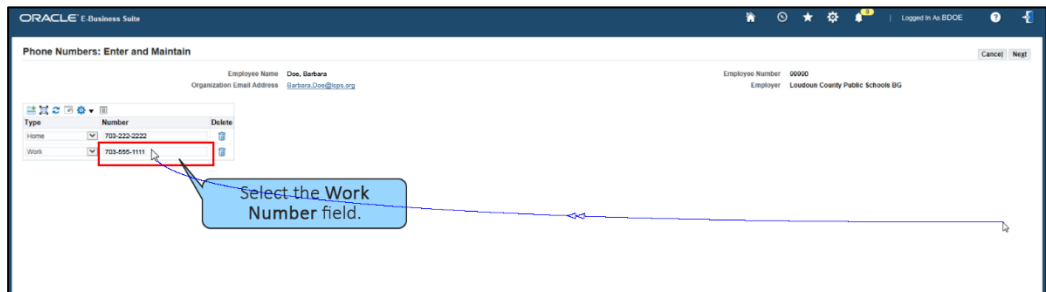 ORACLE E-Business Suite
Logged In As BDOE
Phone Numbers: Enter and Maintain
Cancel Next
Employee Name Doe, Barbara
Employee Number 99990
Organization Email Address Barbara.Doe@lcps.org
Employer Loudoun County Public Schools BG
Type Number Delete
Home 703-222-2222
Work 703-555-1111
Select the Work
Number field.